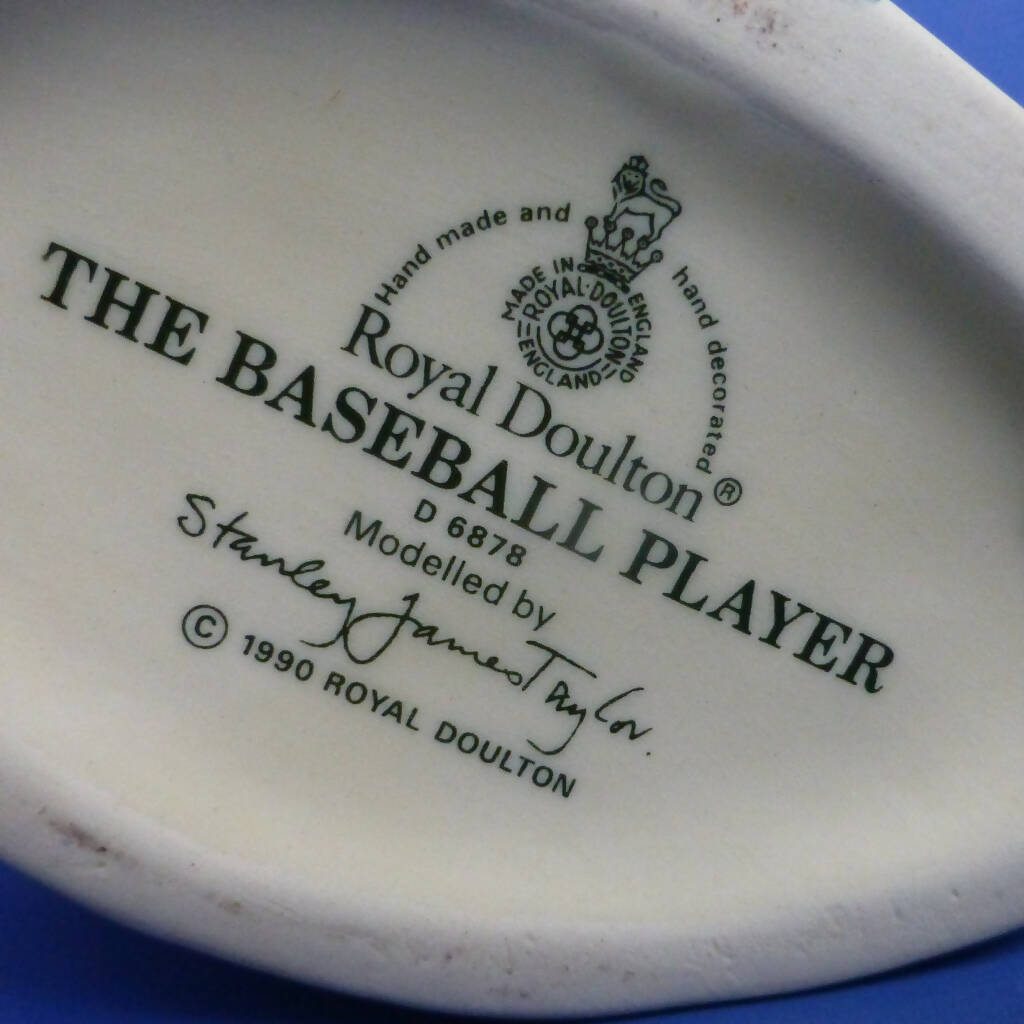 Hand made and hand decorated
MADE IN ENGLAND
ROYAL·DOULTON
ENGLAND
Royal Doulton®
THE BASEBALL PLAYER
D 6878
Modelled by
Stanley James Taylor.
© 1990 ROYAL DOULTON